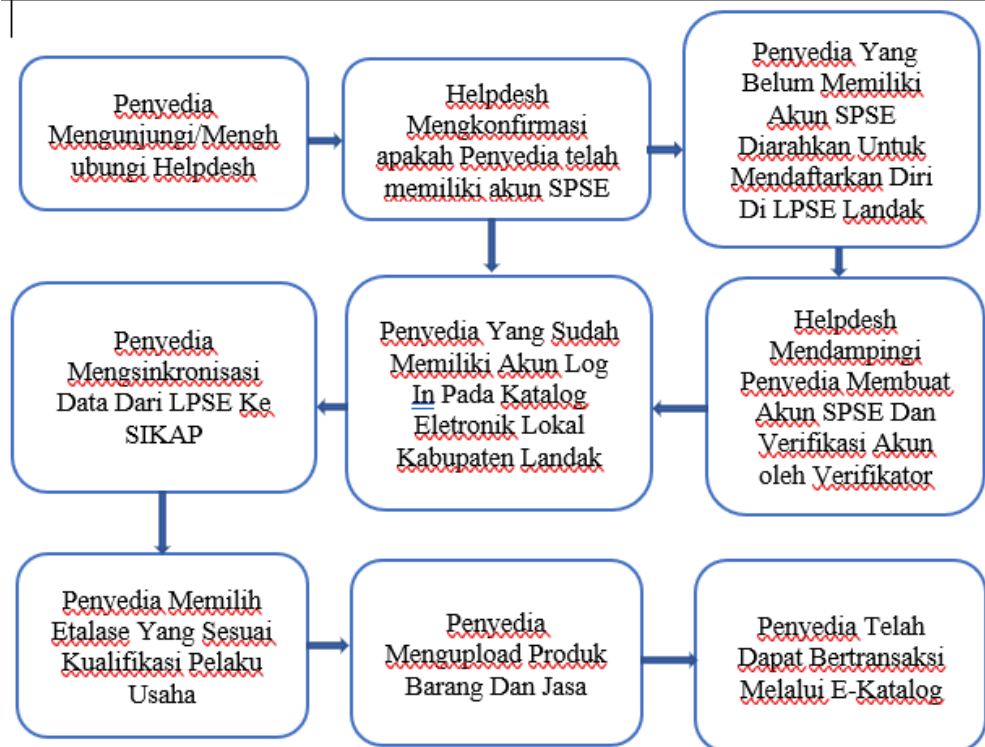 Penyedia
Mengunjungi/Mengh
ubungi Helpdesh
Helpdesh
Mengkonfirmasi
apakah Penyedia telah
memiliki akun SPSE
Penyedia Yang
Belum Memiliki
Akun SPSE
Diarahkan Untuk
Mendaftarkan Diri
Di LPSE Landak
Helpdesh
Mendampingi
Penyedia Membuat
Akun SPSE Dan
Verifikasi Akun
oleh Verifikator
Penyedia Yang Sudah
Memiliki Akun Log
In Pada Katalog
Eletronik Lokal
Kabupaten Landak
Penyedia
Mengsinkronisasi
Data Dari LPSE Ke
SIKAP
Penyedia Memilih
Etalase Yang Sesuai
Kualifikasi Pelaku
Usaha
Penyedia
Mengupload Produk
Barang Dan Jasa
Penyedia Telah
Dapat Bertransaksi
Melalui E-Katalog